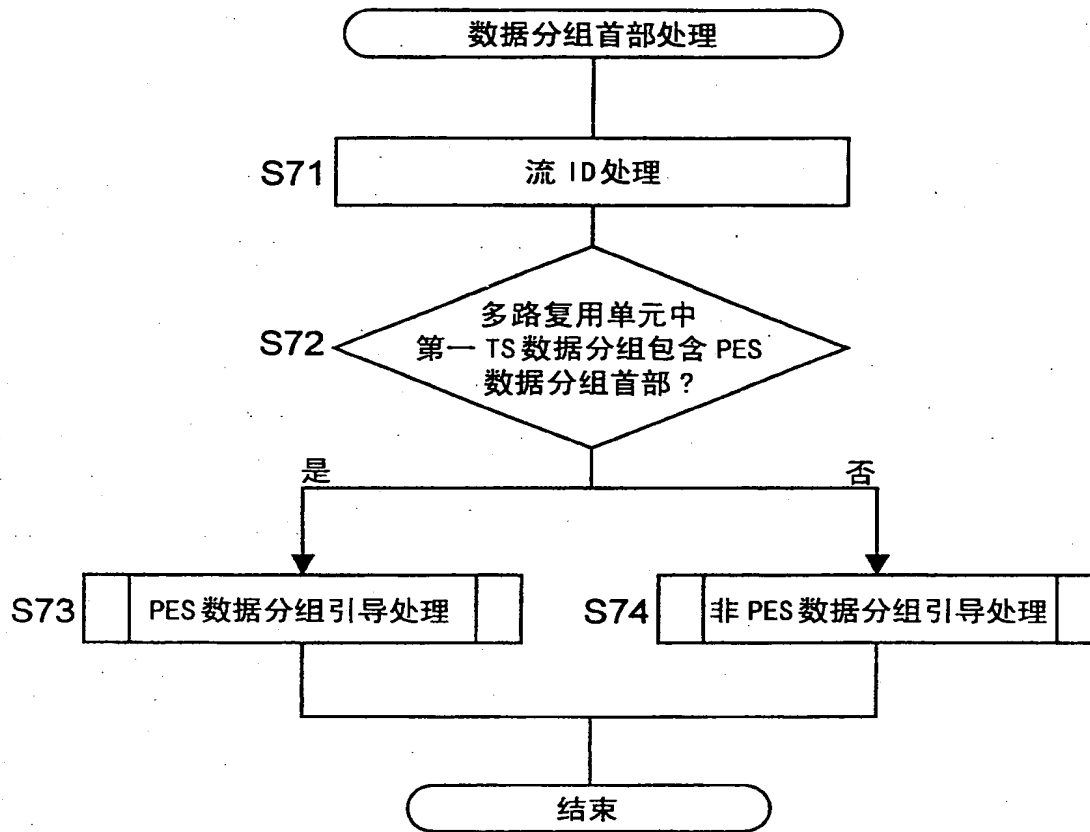 数据分组首部处理
S71
流 ID处理
S72
多路复用单元中
第一 TS数据分组包含 PES
数据分组首部？
是
否
S73
PES数据分组引导处理
S74
非 PES数据分组引导处理
结束